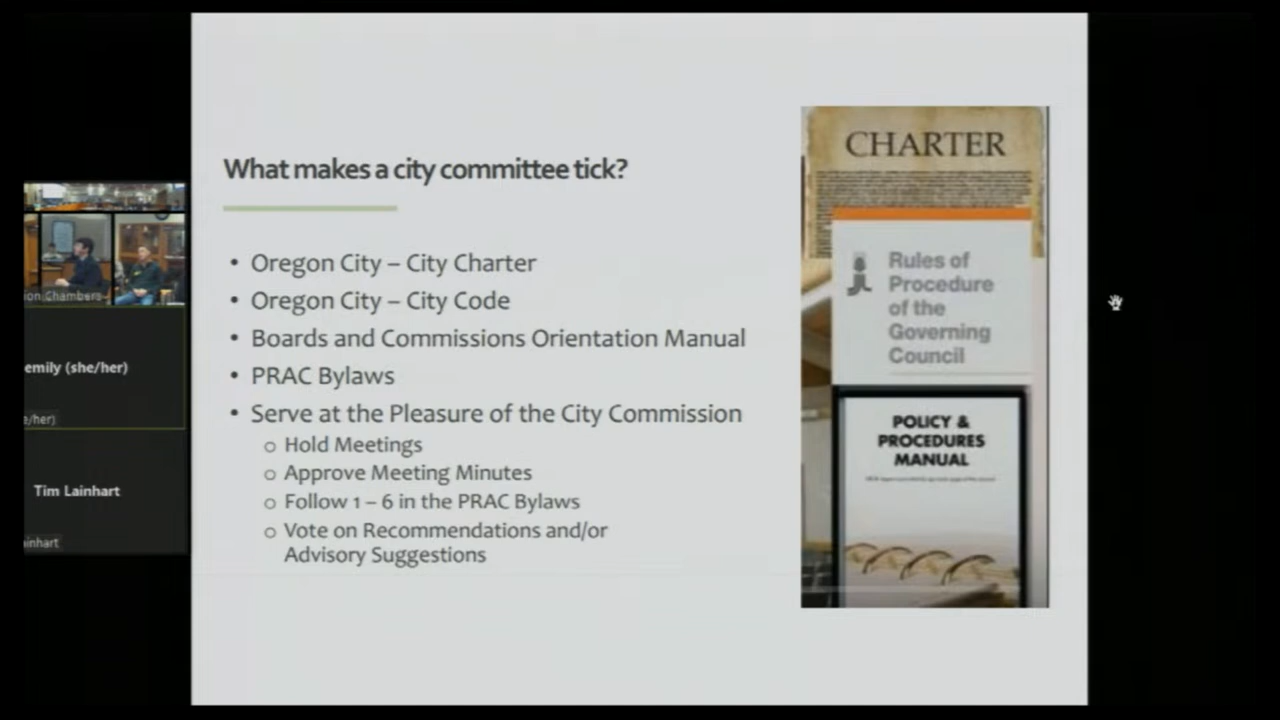 What makes a city committee tick?
• Oregon City – City Charter
• Oregon City – City Code
• Boards and Commissions Orientation Manual
• PRAC Bylaws
• Serve at the Pleasure of the City Commission
o Hold Meetings
o Approve Meeting Minutes
o Follow 1 – 6 in the PRAC Bylaws
o Vote on Recommendations and/or
Advisory Suggestions
CHARTER
Rules of
Procedure
of the
Governing
Council
POLICY &
PROCEDURES
MANUAL
on Chambers
emily (she/her)
e/her)
Tim Lainhart
ainhart